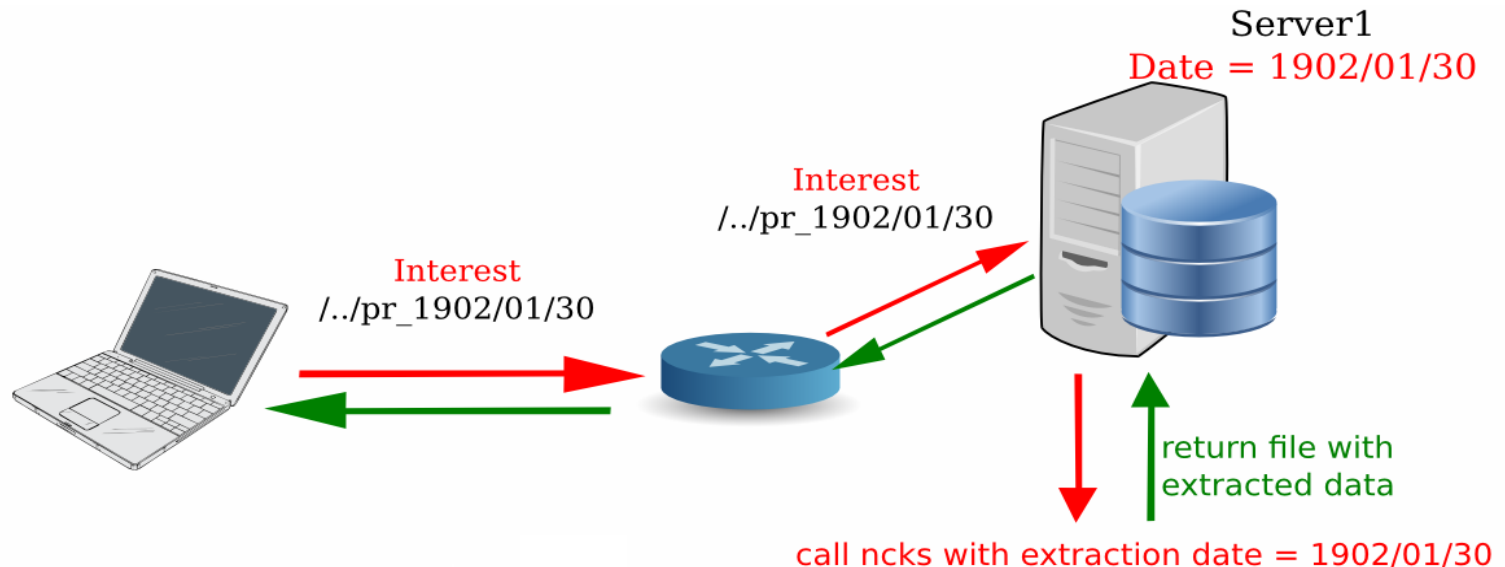 Server1
Date = 1902/01/30
Interest
/../pr_1902/01/30
Interest
/../pr_1902/01/30
return file with
extracted data
call ncks with extraction date = 1902/01/30